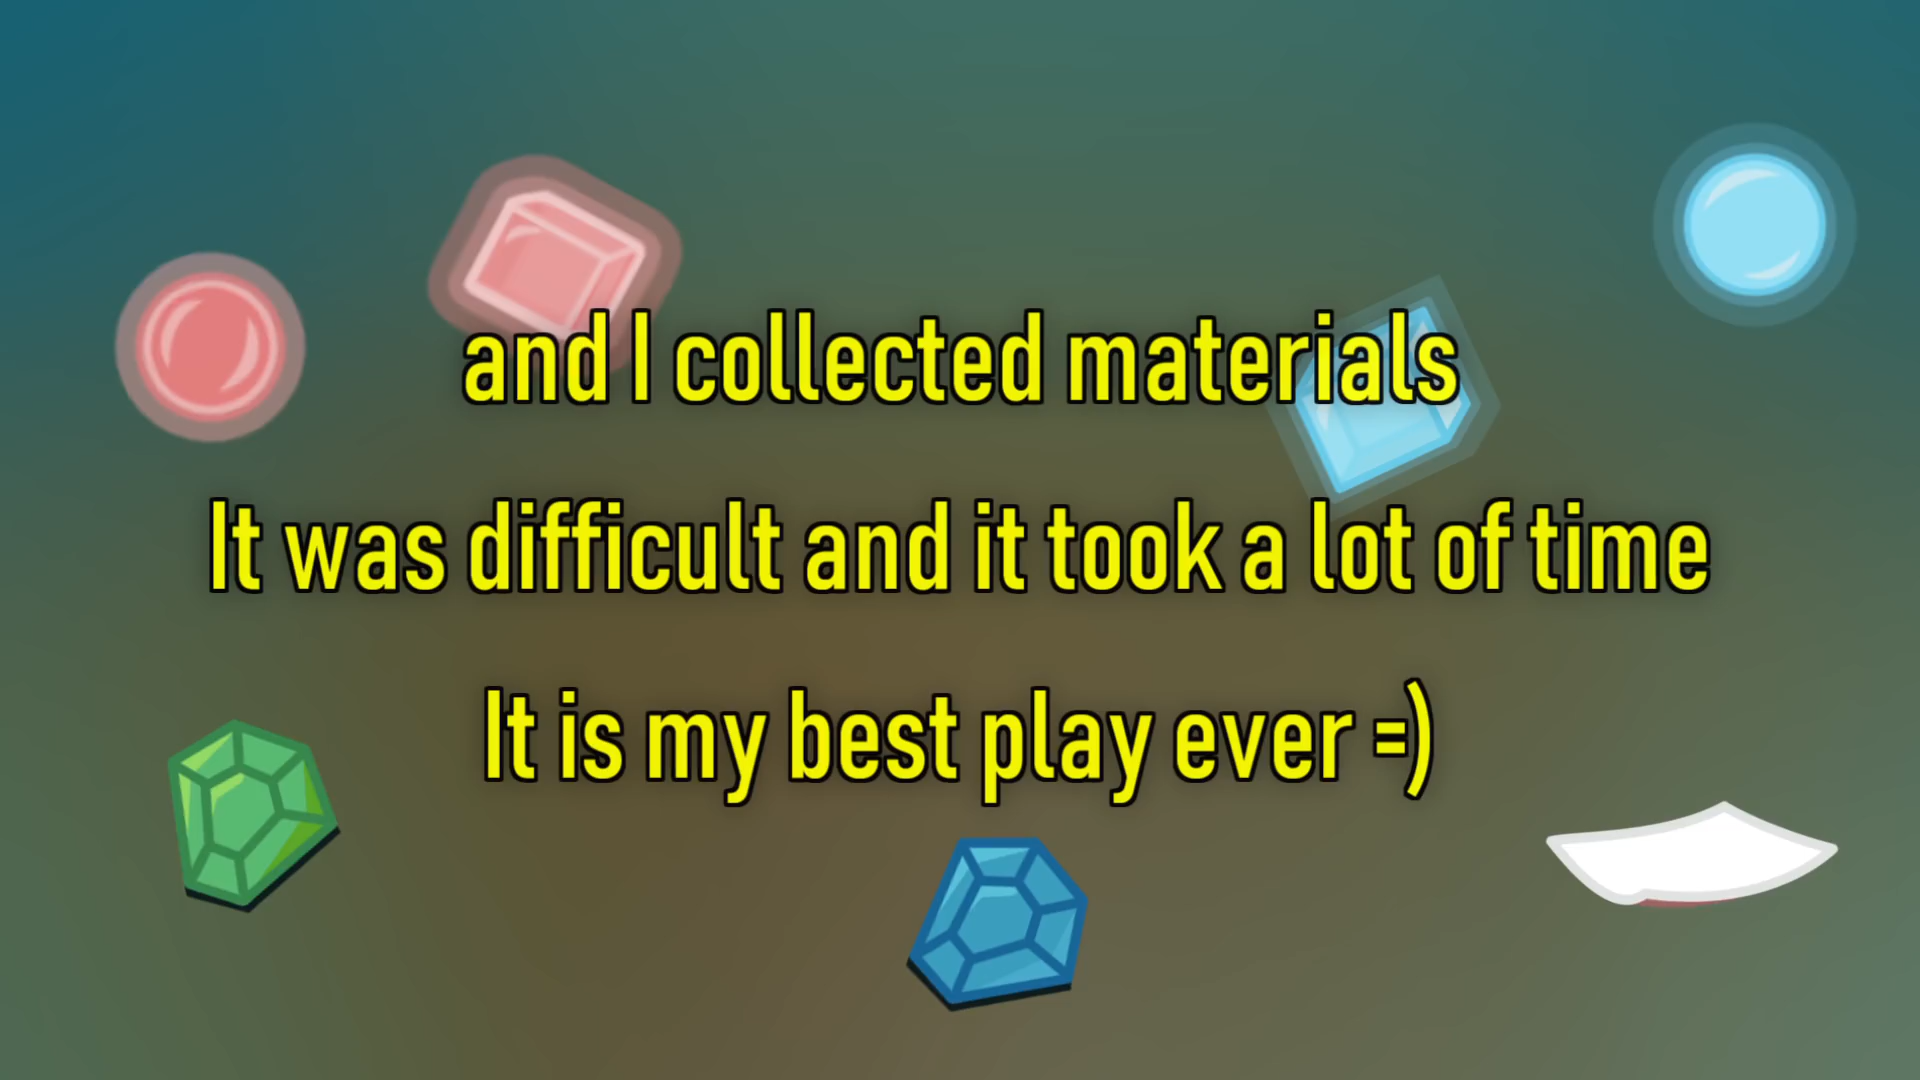 and I collected materials
It was difficult and it took a lot of time
It is my best play ever =)